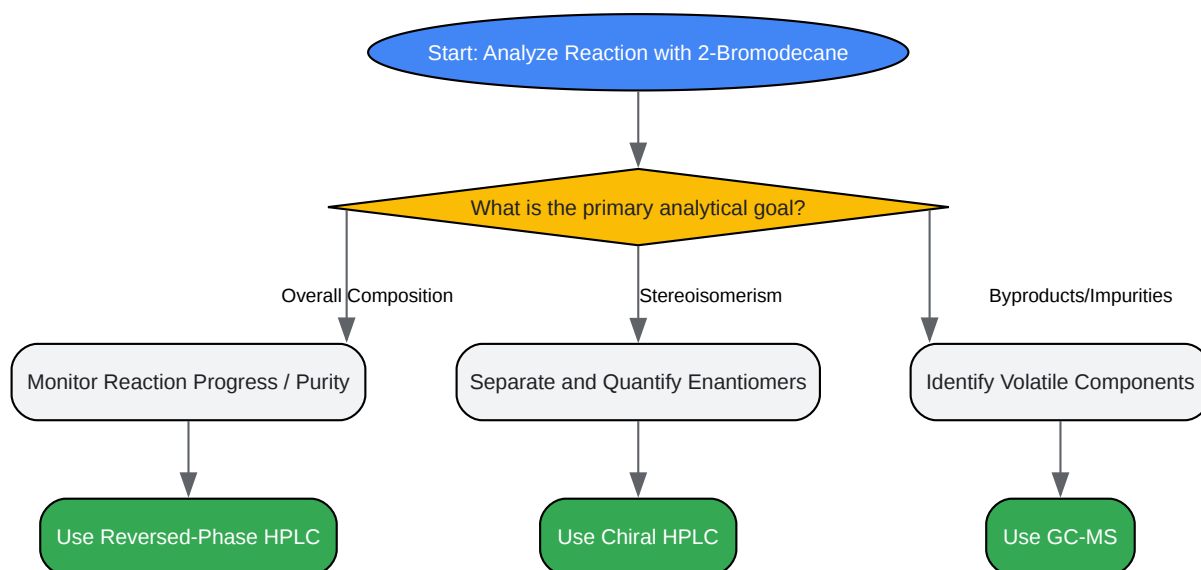 Start: Analyze Reaction with 2-Bromodecane
What is the primary analytical goal?
Overall Composition
Stereoisomerism
Byproducts/Impurities
Monitor Reaction Progress / Purity
Separate and Quantify Enantiomers
Identify Volatile Components
Use Reversed-Phase HPLC
Use Chiral HPLC
Use GC-MS